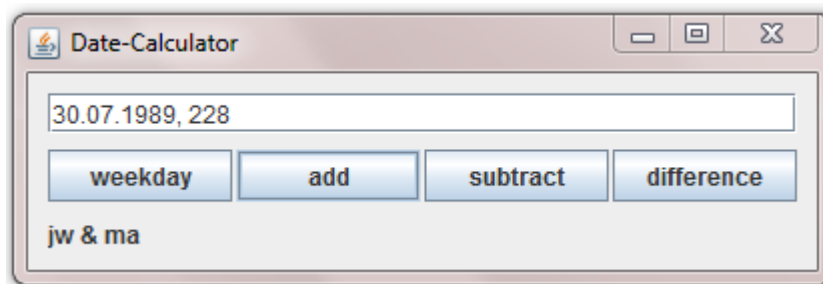 Date-Calculator
30.07.1989, 228
weekday add subtract difference
jw & ma